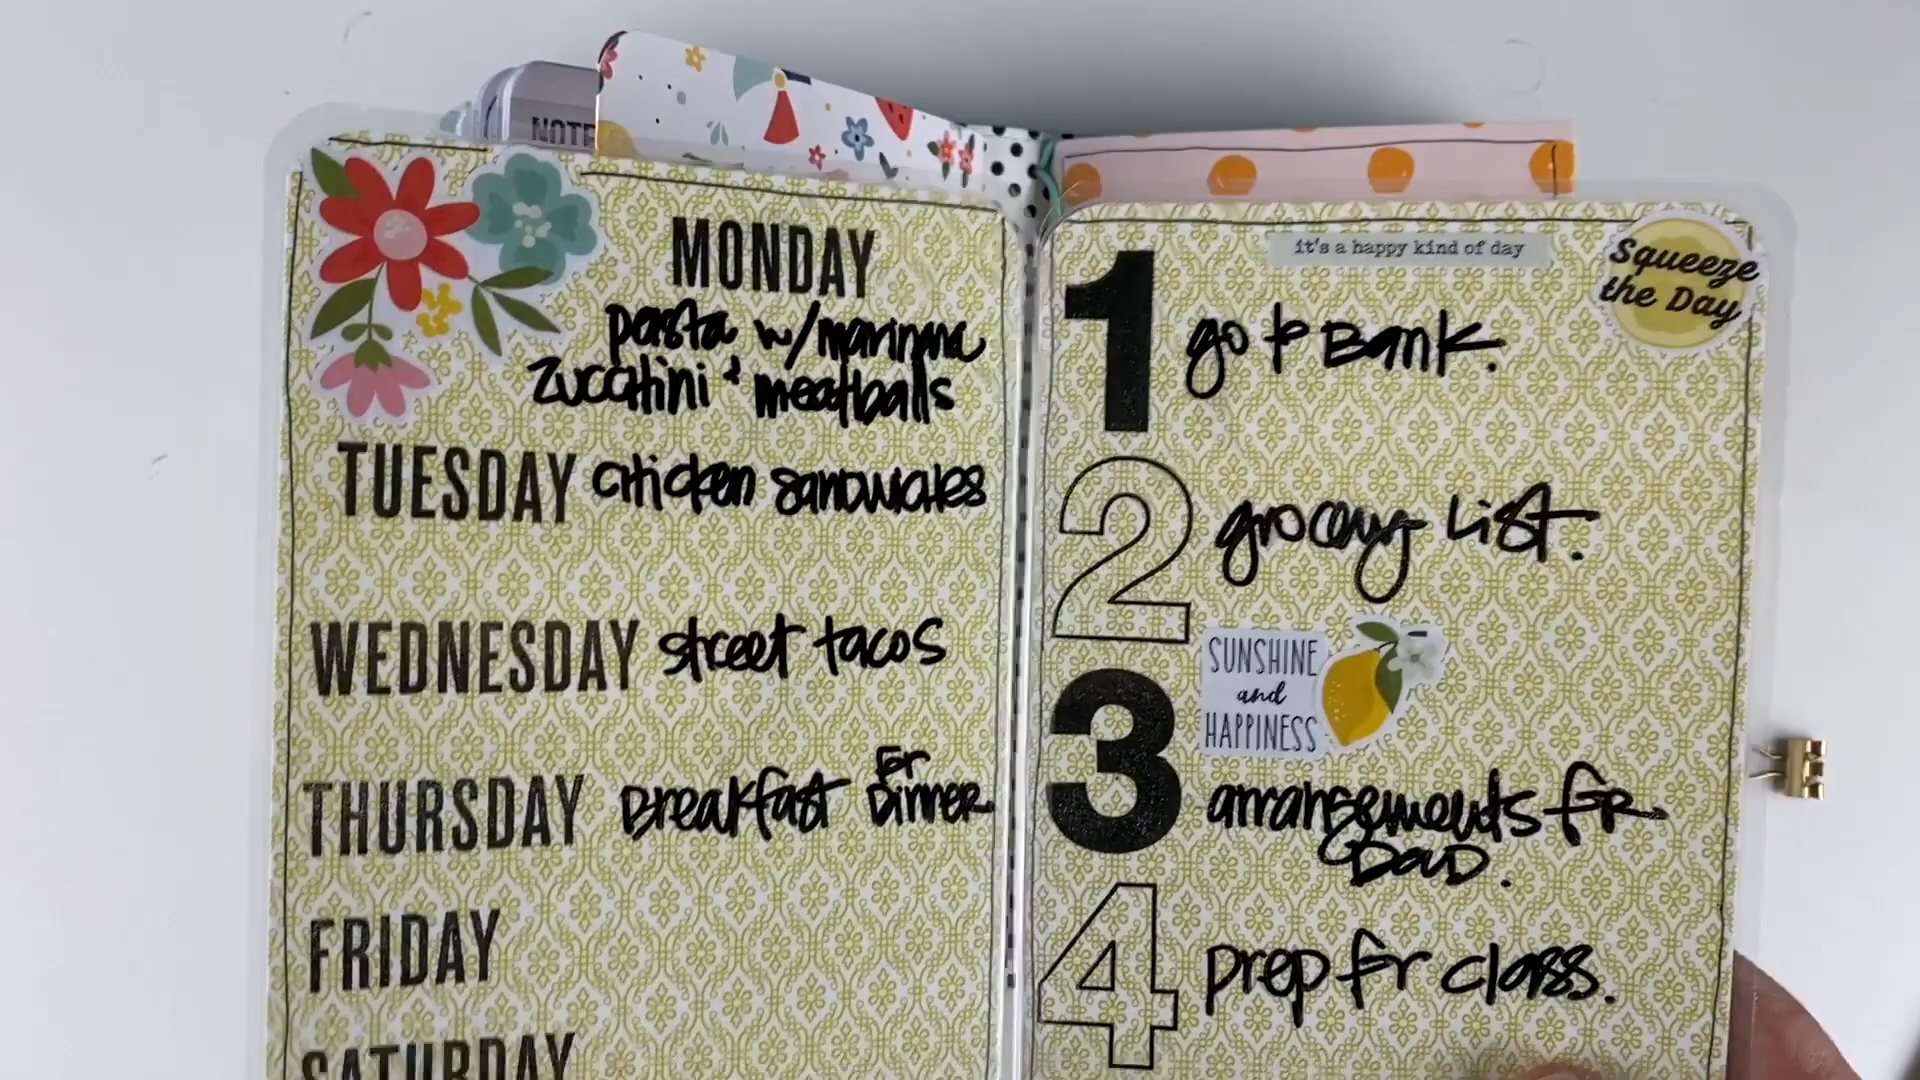 NOTE
MONDAY
pasta w/marinara
zucchini & meatballs
TUESDAY chicken sandwiches
WEDNESDAY street tacos
THURSDAY Breakfast for Dinner
FRIDAY
SATURDAY
it's a happy kind of day
Squeeze
the Day
1 go to Bank.
2 grocery List.
SUNSHINE
and
HAPPINESS
3 arrangements for
Dad.
4 prep for class.